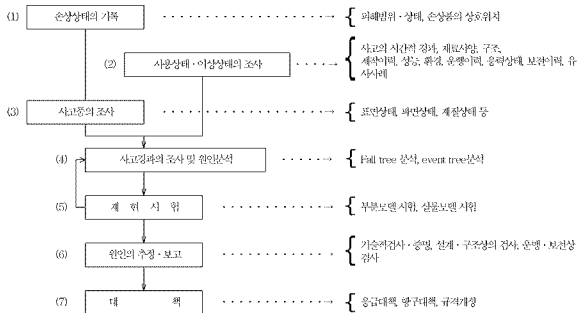 (1) 손상상태의 기록
피해범위·상태, 손상품의 상호위치
(2) 사용상태·이상상태의 조사
사고의 시간적 경과, 재료사양, 구조,
제작이력, 성능, 환경, 운행이력, 응력상태, 보전이력, 유
사사례
(3) 사고품의 조사
표면상태, 파면상태, 재질상태 등
(4) 사고경과의 조사 및 원인분석
Fall tree 분석, event tree분석
(5) 재 현 시 험
부분모델 시험, 실물모델 시험
(6) 원인의 추정·보고
기술적검사·증명, 설계·구조상의 검사, 운행·보전상
검사
(7) 대 책
응급대책, 항구대책, 규격개정